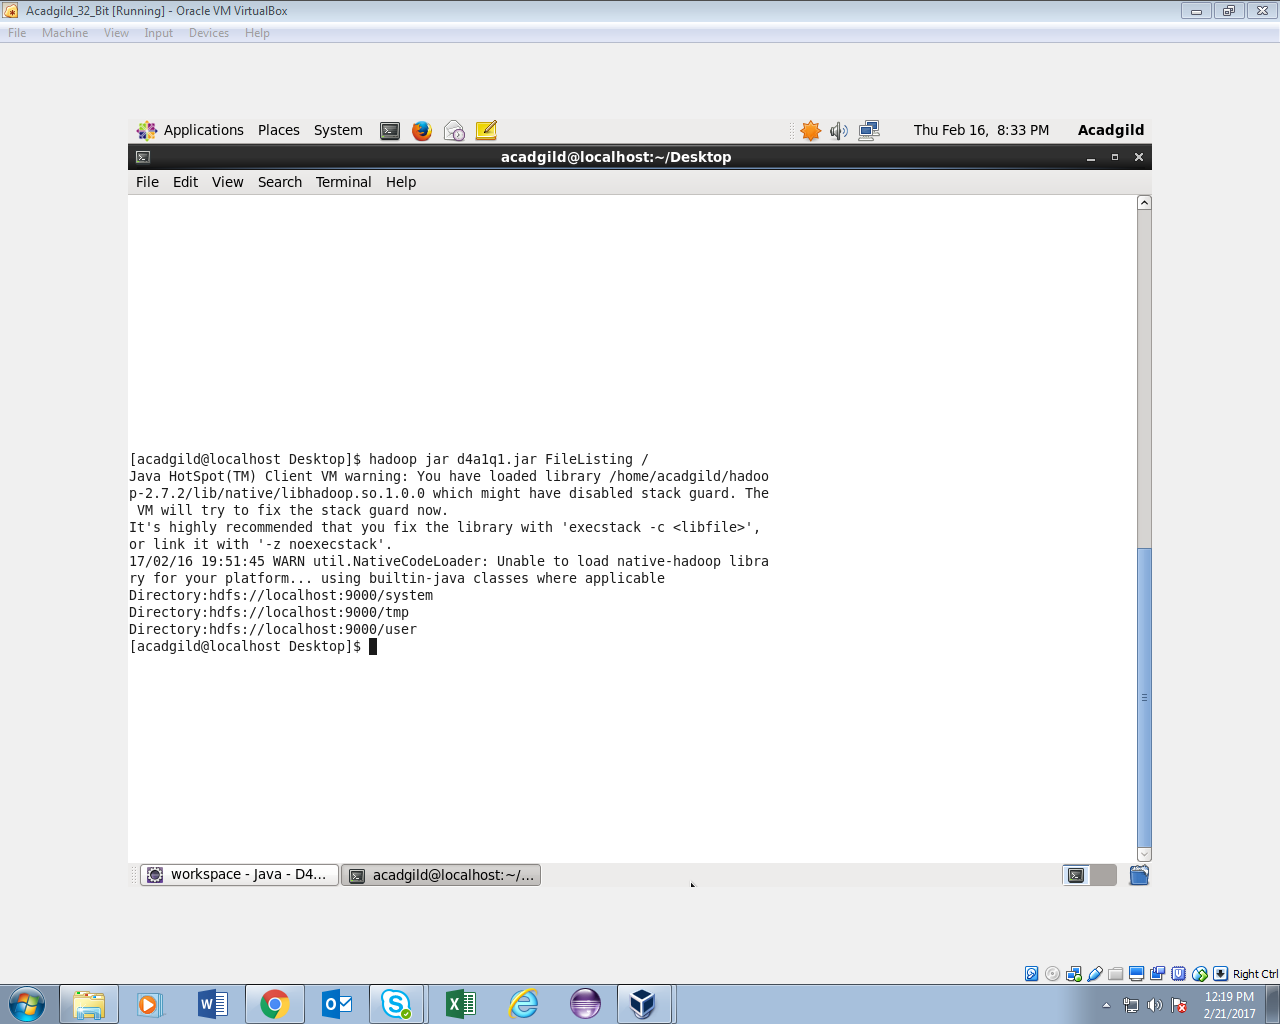 Acadgild_32_Bit [Running] - Oracle VM VirtualBox
File Machine View Input Devices Help
Applications Places System Thu Feb 16, 8:33 PM Acadgild
acadgild@localhost:~/Desktop
File Edit View Search Terminal Help
[acadgild@localhost Desktop]$ hadoop jar d4a1q1.jar FileListing /
Java HotSpot(TM) Client VM warning: You have loaded library /home/acadgild/hadoo
p-2.7.2/lib/native/libhadoop.so.1.0.0 which might have disabled stack guard. The
 VM will try to fix the stack guard now.
It's highly recommended that you fix the library with 'execstack -c <libfile>',
or link it with '-z noexecstack'.
17/02/16 19:51:45 WARN util.NativeCodeLoader: Unable to load native-hadoop libra
ry for your platform... using builtin-java classes where applicable
Directory:hdfs://localhost:9000/system
Directory:hdfs://localhost:9000/tmp
Directory:hdfs://localhost:9000/user
[acadgild@localhost Desktop]$
workspace - Java - D4... acadgild@localhost:~/...
Right Ctrl
12:19 PM
2/21/2017